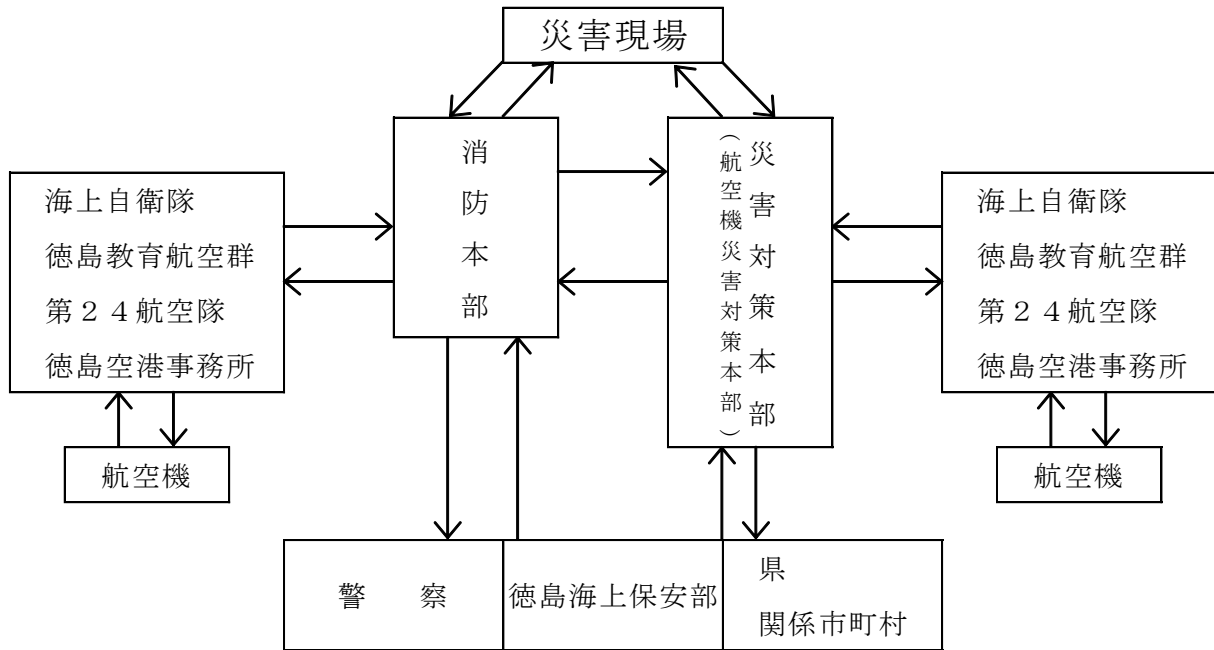 災害現場
消防本部
災害対策本部
（航空機災害対策本部）
海上自衛隊
徳島教育航空群
第２４航空隊
徳島空港事務所
海上自衛隊
徳島教育航空群
第２４航空隊
徳島空港事務所
航空機
航空機
警　察
徳島海上保安部
県
関係市町村